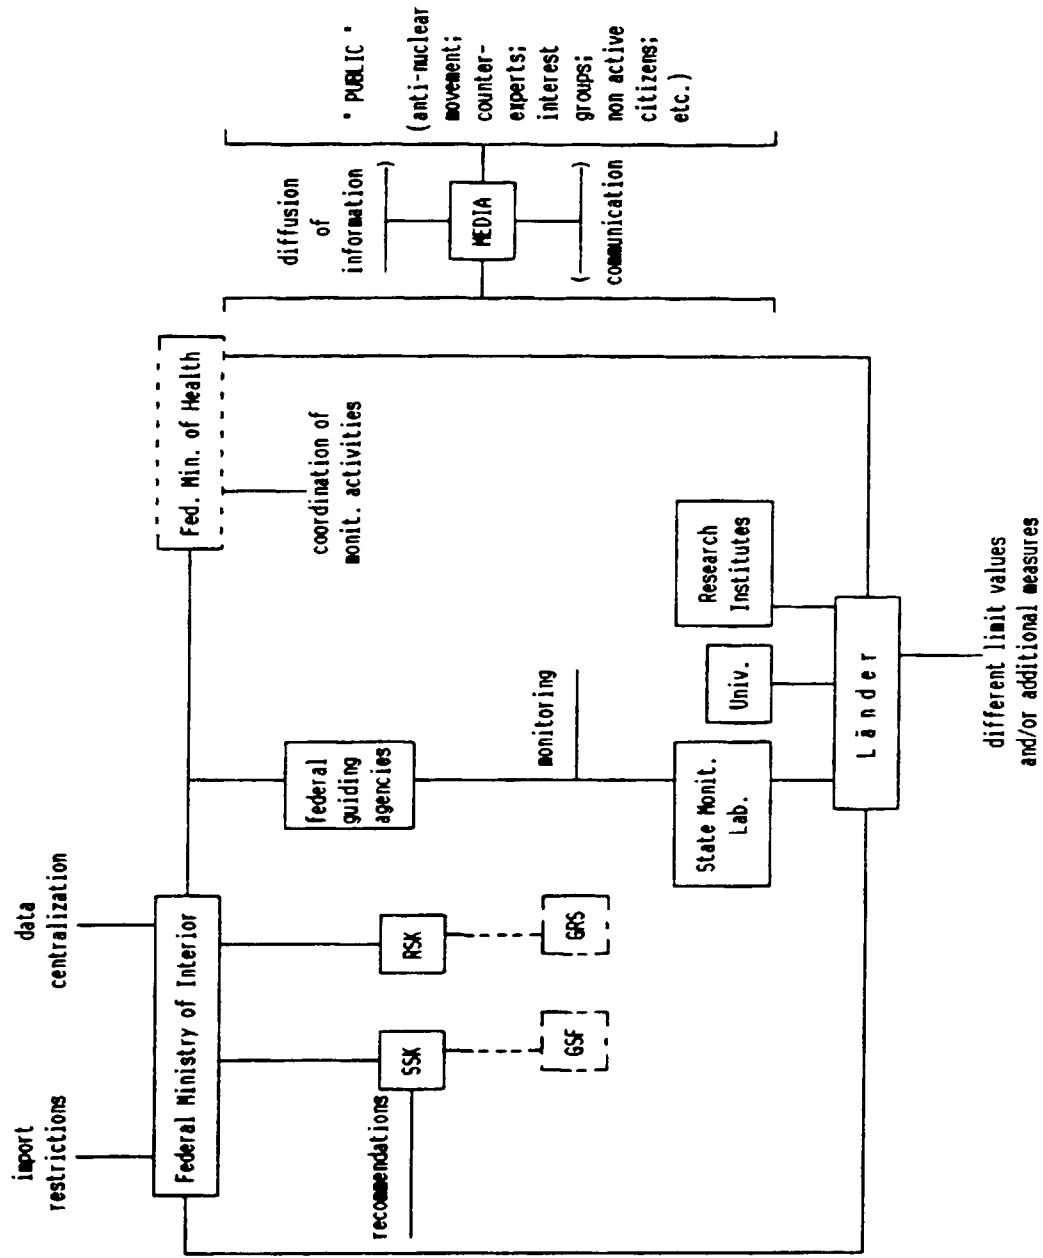 import
restrictions
data
centralization
Federal Ministry of Interior
Fed. Min. of Health
coordination of
monit. activities
recommendations
SSK
RSK
GSF
GRS
federal
guiding
agencies
monitoring
State Monit.
Lab.
Univ.
Research
Institutes
Länder
different limit values
and/or additional measures
diffusion
of
information
MEDIA
communication
" PUBLIC "
(anti-nuclear
movement;
counter-
experts;
interest
groups;
non active
citizens;
etc.)